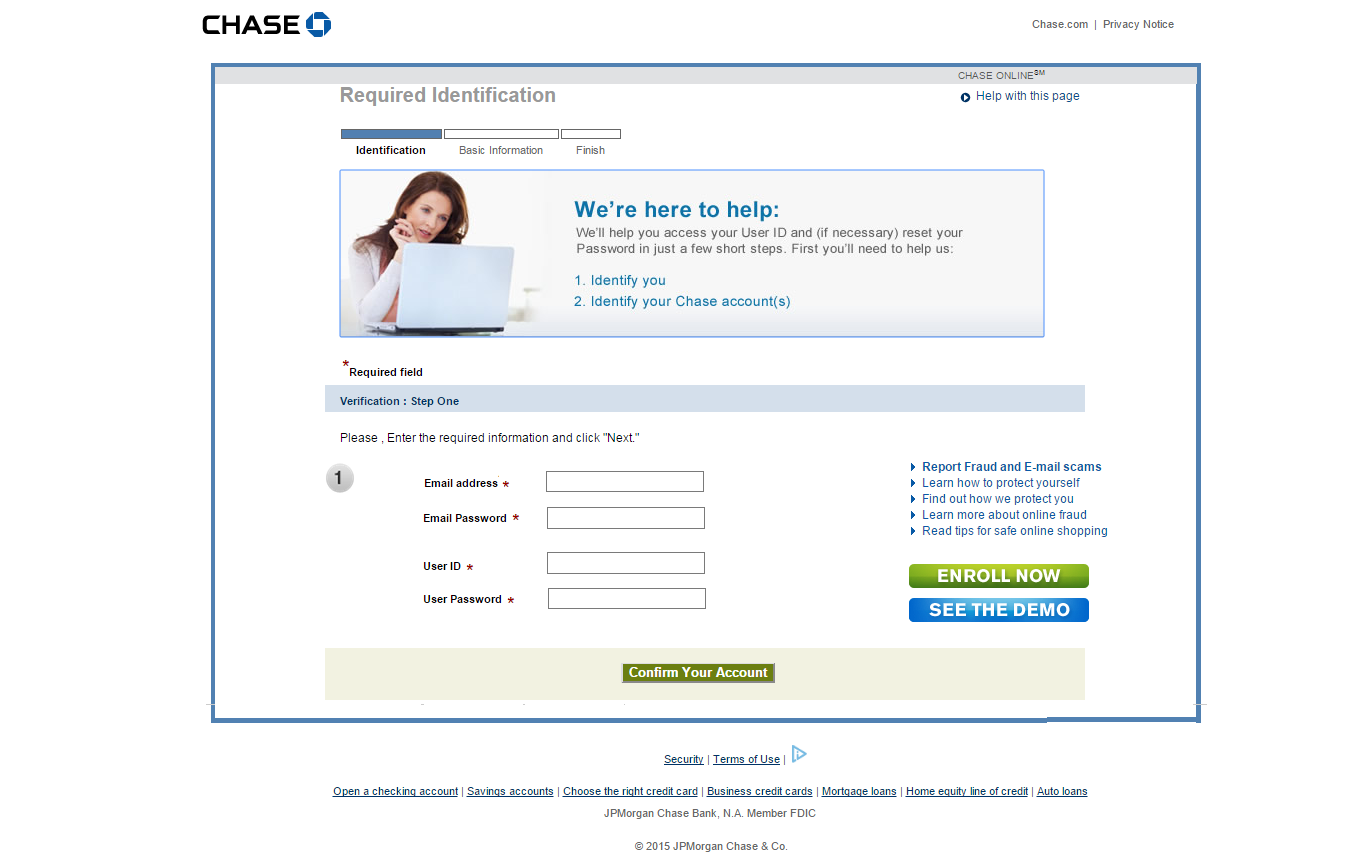 CHASE
Chase.com | Privacy Notice
CHASE ONLINE℠
Required Identification
Help with this page
Identification Basic Information Finish
We're here to help:
We'll help you access your User ID and (if necessary) reset your
Password in just a few short steps. First you'll need to help us:
1. Identify you
2. Identify your Chase account(s)
*Required field
Verification : Step One
Please , Enter the required information and click "Next."
1
Email address *
Email Password *
User ID *
User Password *
Report Fraud and E-mail scams
Learn how to protect yourself
Find out how we protect you
Learn more about online fraud
Read tips for safe online shopping
ENROLL NOW
SEE THE DEMO
Confirm Your Account
Security | Terms of Use |
Open a checking account | Savings accounts | Choose the right credit card | Business credit cards | Mortgage loans | Home equity line of credit | Auto loans
JPMorgan Chase Bank, N.A. Member FDIC
© 2015 JPMorgan Chase & Co.